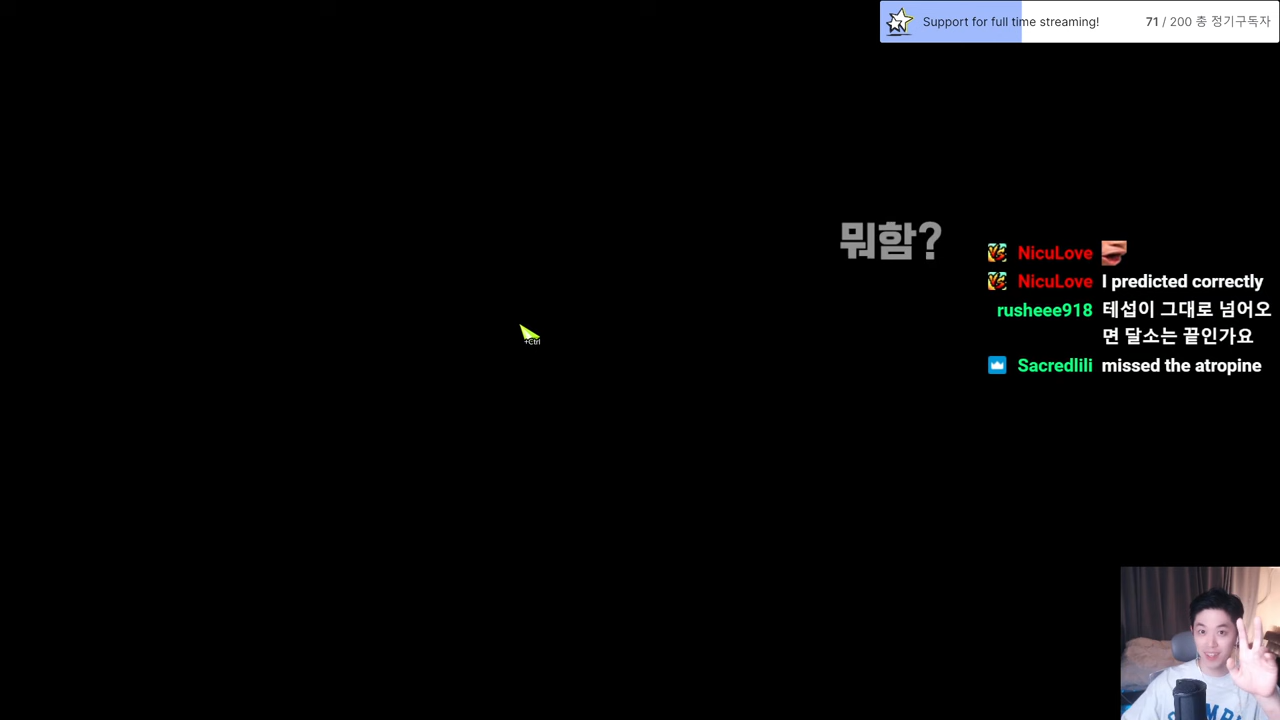 Support for full time streaming! 71 / 200 총 정기구독자
뭐함?
NicuLove
NicuLove I predicted correctly
rusheee918 테섭이 그대로 넘어오
면 달소는 끝인가요
+Ctrl
Sacredlili missed the atropine